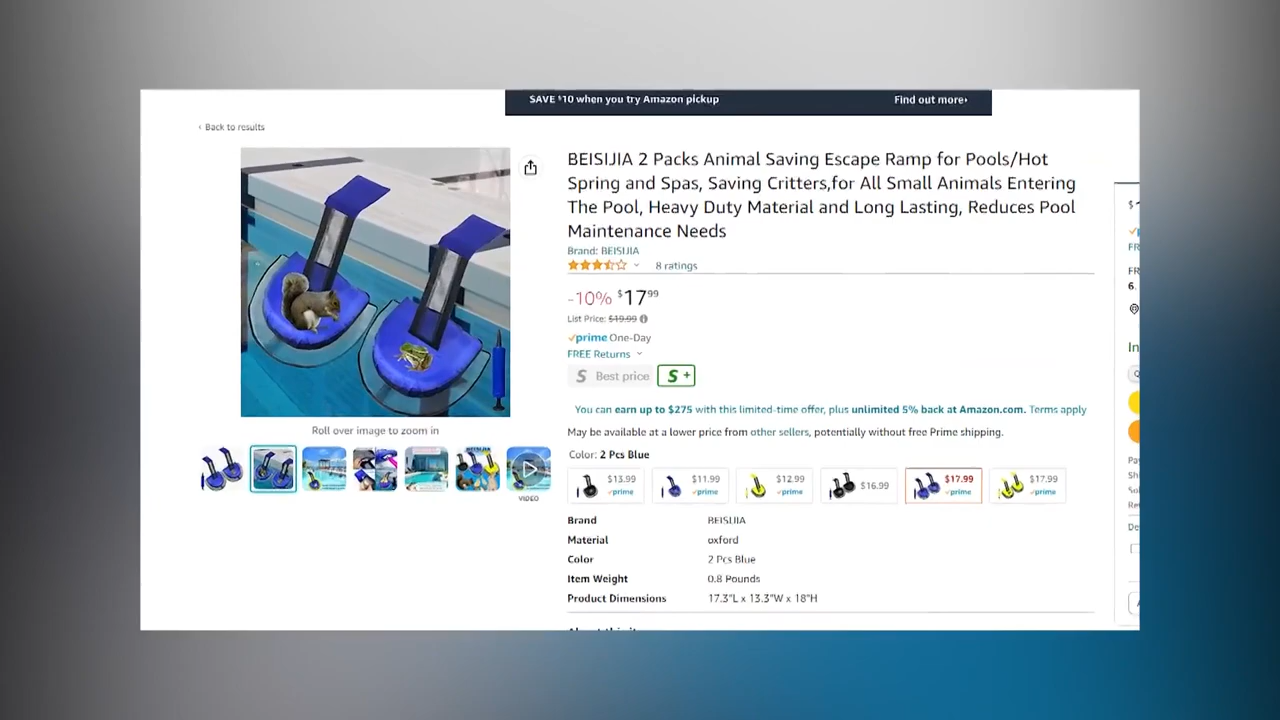 SAVE $10 when you try Amazon pickup
Find out more›
‹ Back to results
BEISIJIA 2 Packs Animal Saving Escape Ramp for Pools/Hot
Spring and Spas, Saving Critters,for All Small Animals Entering
The Pool, Heavy Duty Material and Long Lasting, Reduces Pool
Maintenance Needs
Brand: BEISIJIA
8 ratings
-10% $17.99
List Price: $19.99
prime One-Day
FREE Returns
S Best price
S +
You can earn up to $275 with this limited-time offer, plus unlimited 5% back at Amazon.com. Terms apply
May be available at a lower price from other sellers, potentially without free Prime shipping.
Roll over image to zoom in
VIDEO
Color: 2 Pcs Blue
$13.99 prime
$11.99 prime
$12.99 prime
$16.99
$17.99 prime
$17.99 prime
Brand BEISIJIA
Material oxford
Color 2 Pcs Blue
Item Weight 0.8 Pounds
Product Dimensions 17.3"L x 13.3"W x 18"H